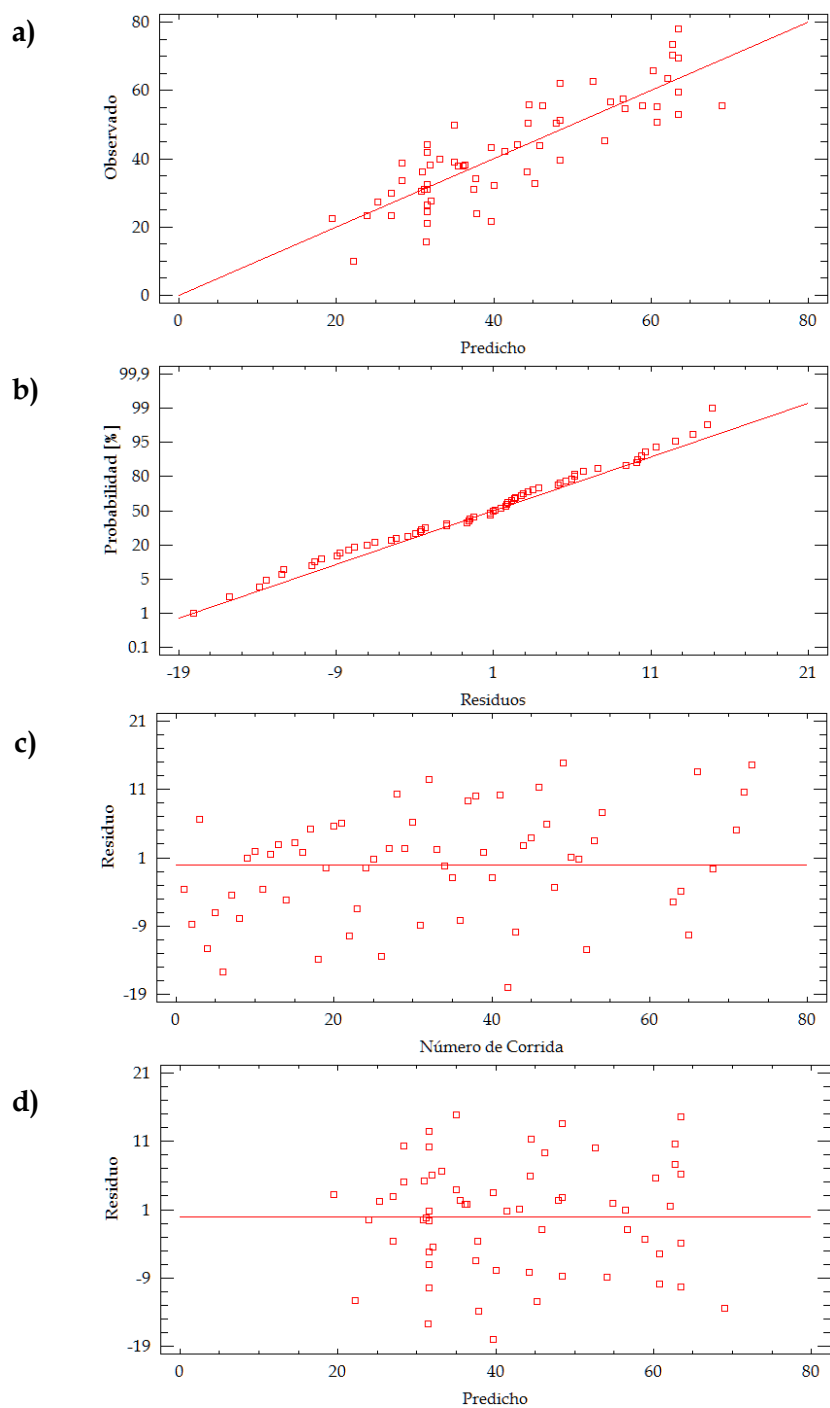 a)
80
60
40
20
0
Observado
0 20 40 60 80
Predicho
b)
99,9
99
95
80
50
20
5
1
0.1
Probabilidad [%]
-19 -9 1 11 21
Residuos
c)
21
11
1
-9
-19
Residuo
0 20 40 60 80
Número de Corrida
d)
21
11
1
-9
-19
Residuo
0 20 40 60 80
Predicho